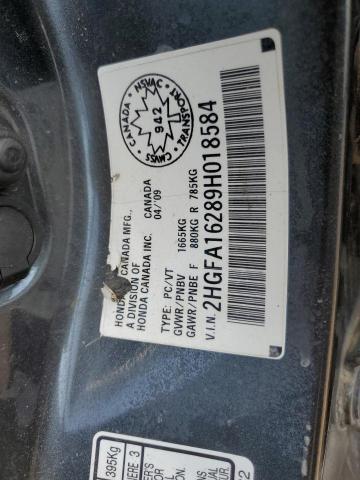 HONDA CANADA MFG.,
A DIVISION OF
HONDA CANADA INC.
CANADA
04/'09
TYPE: PC/VT
GVWR/PNBV 1665KG
GAWR/PNBE F 880KG R 785KG
V.I.N. 2HGFA16289H018584
CANADA
NSVAC
942
CMVSS
TRANSPORT
395Kg
3